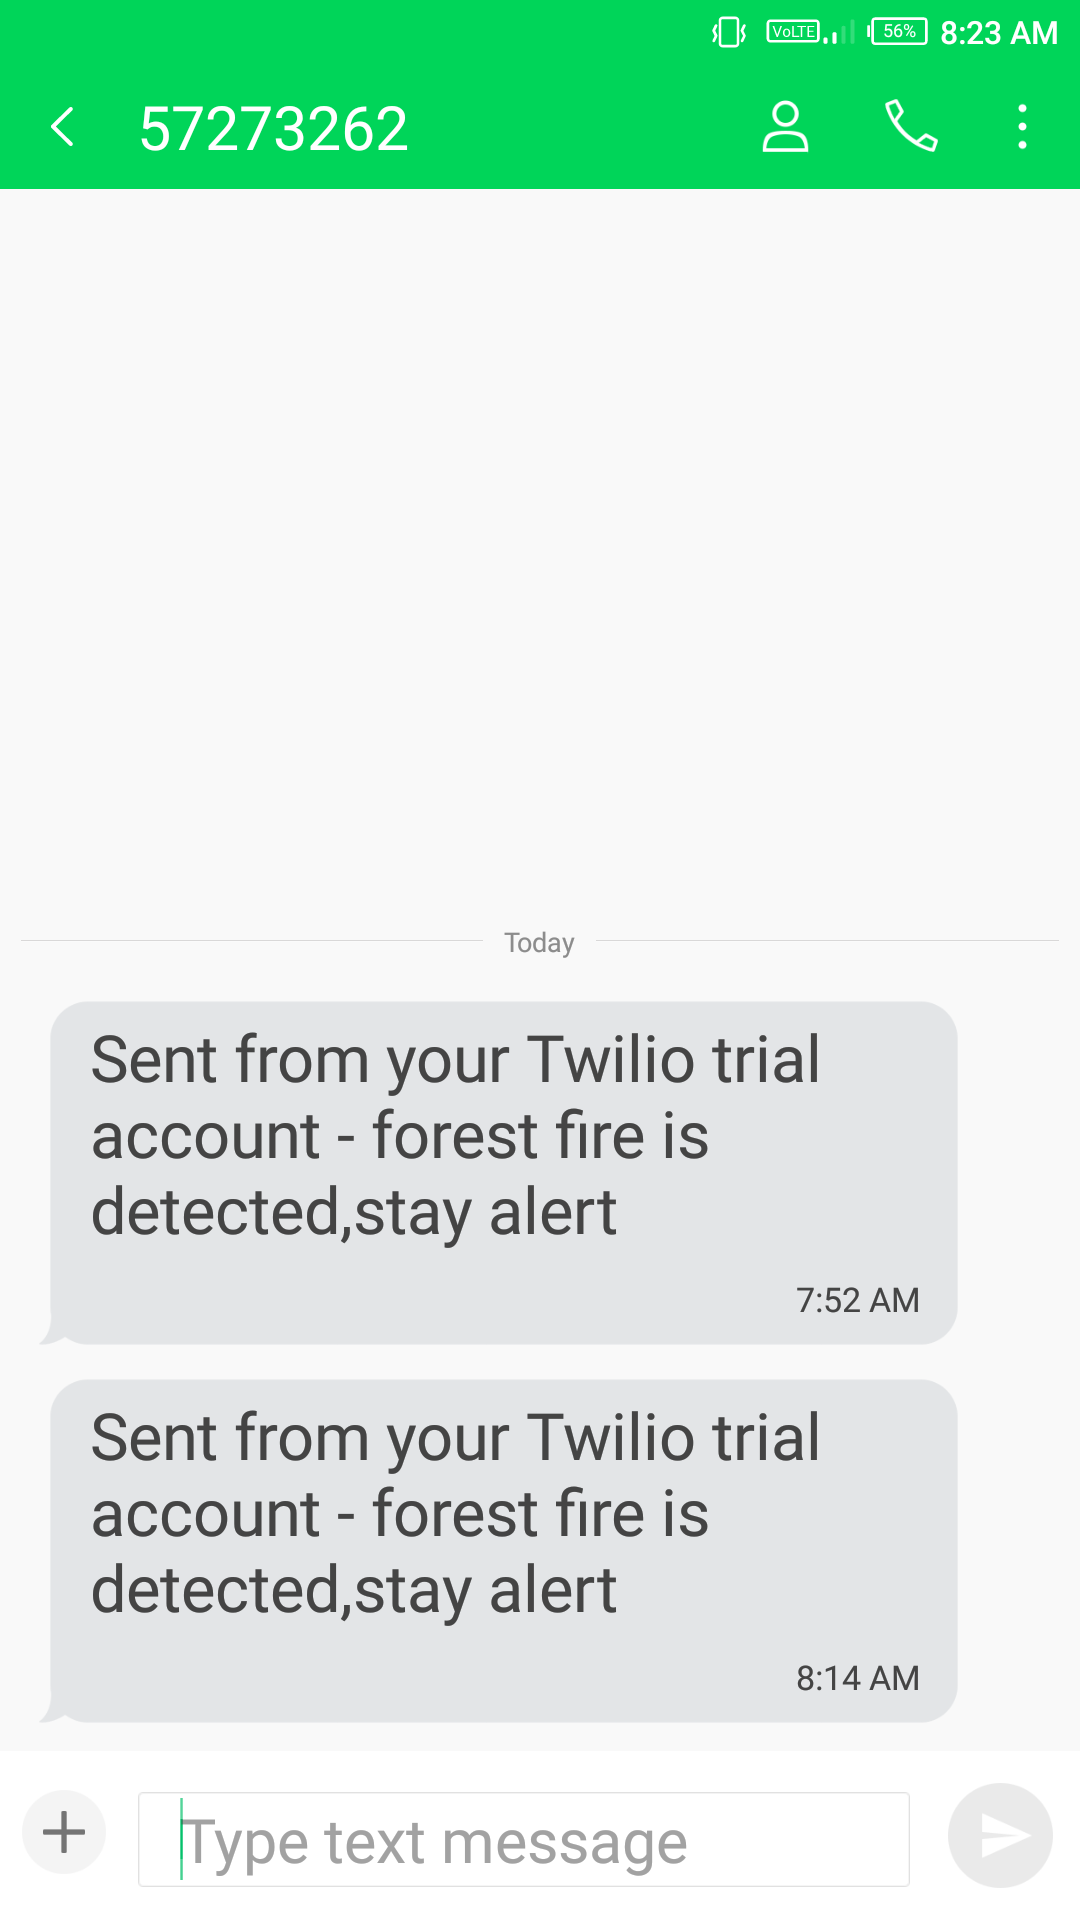 VoLTE 56% 8:23 AM
57273262
Today
Sent from your Twilio trial
account - forest fire is
detected,stay alert
7:52 AM
Sent from your Twilio trial
account - forest fire is
detected,stay alert
8:14 AM
Type text message